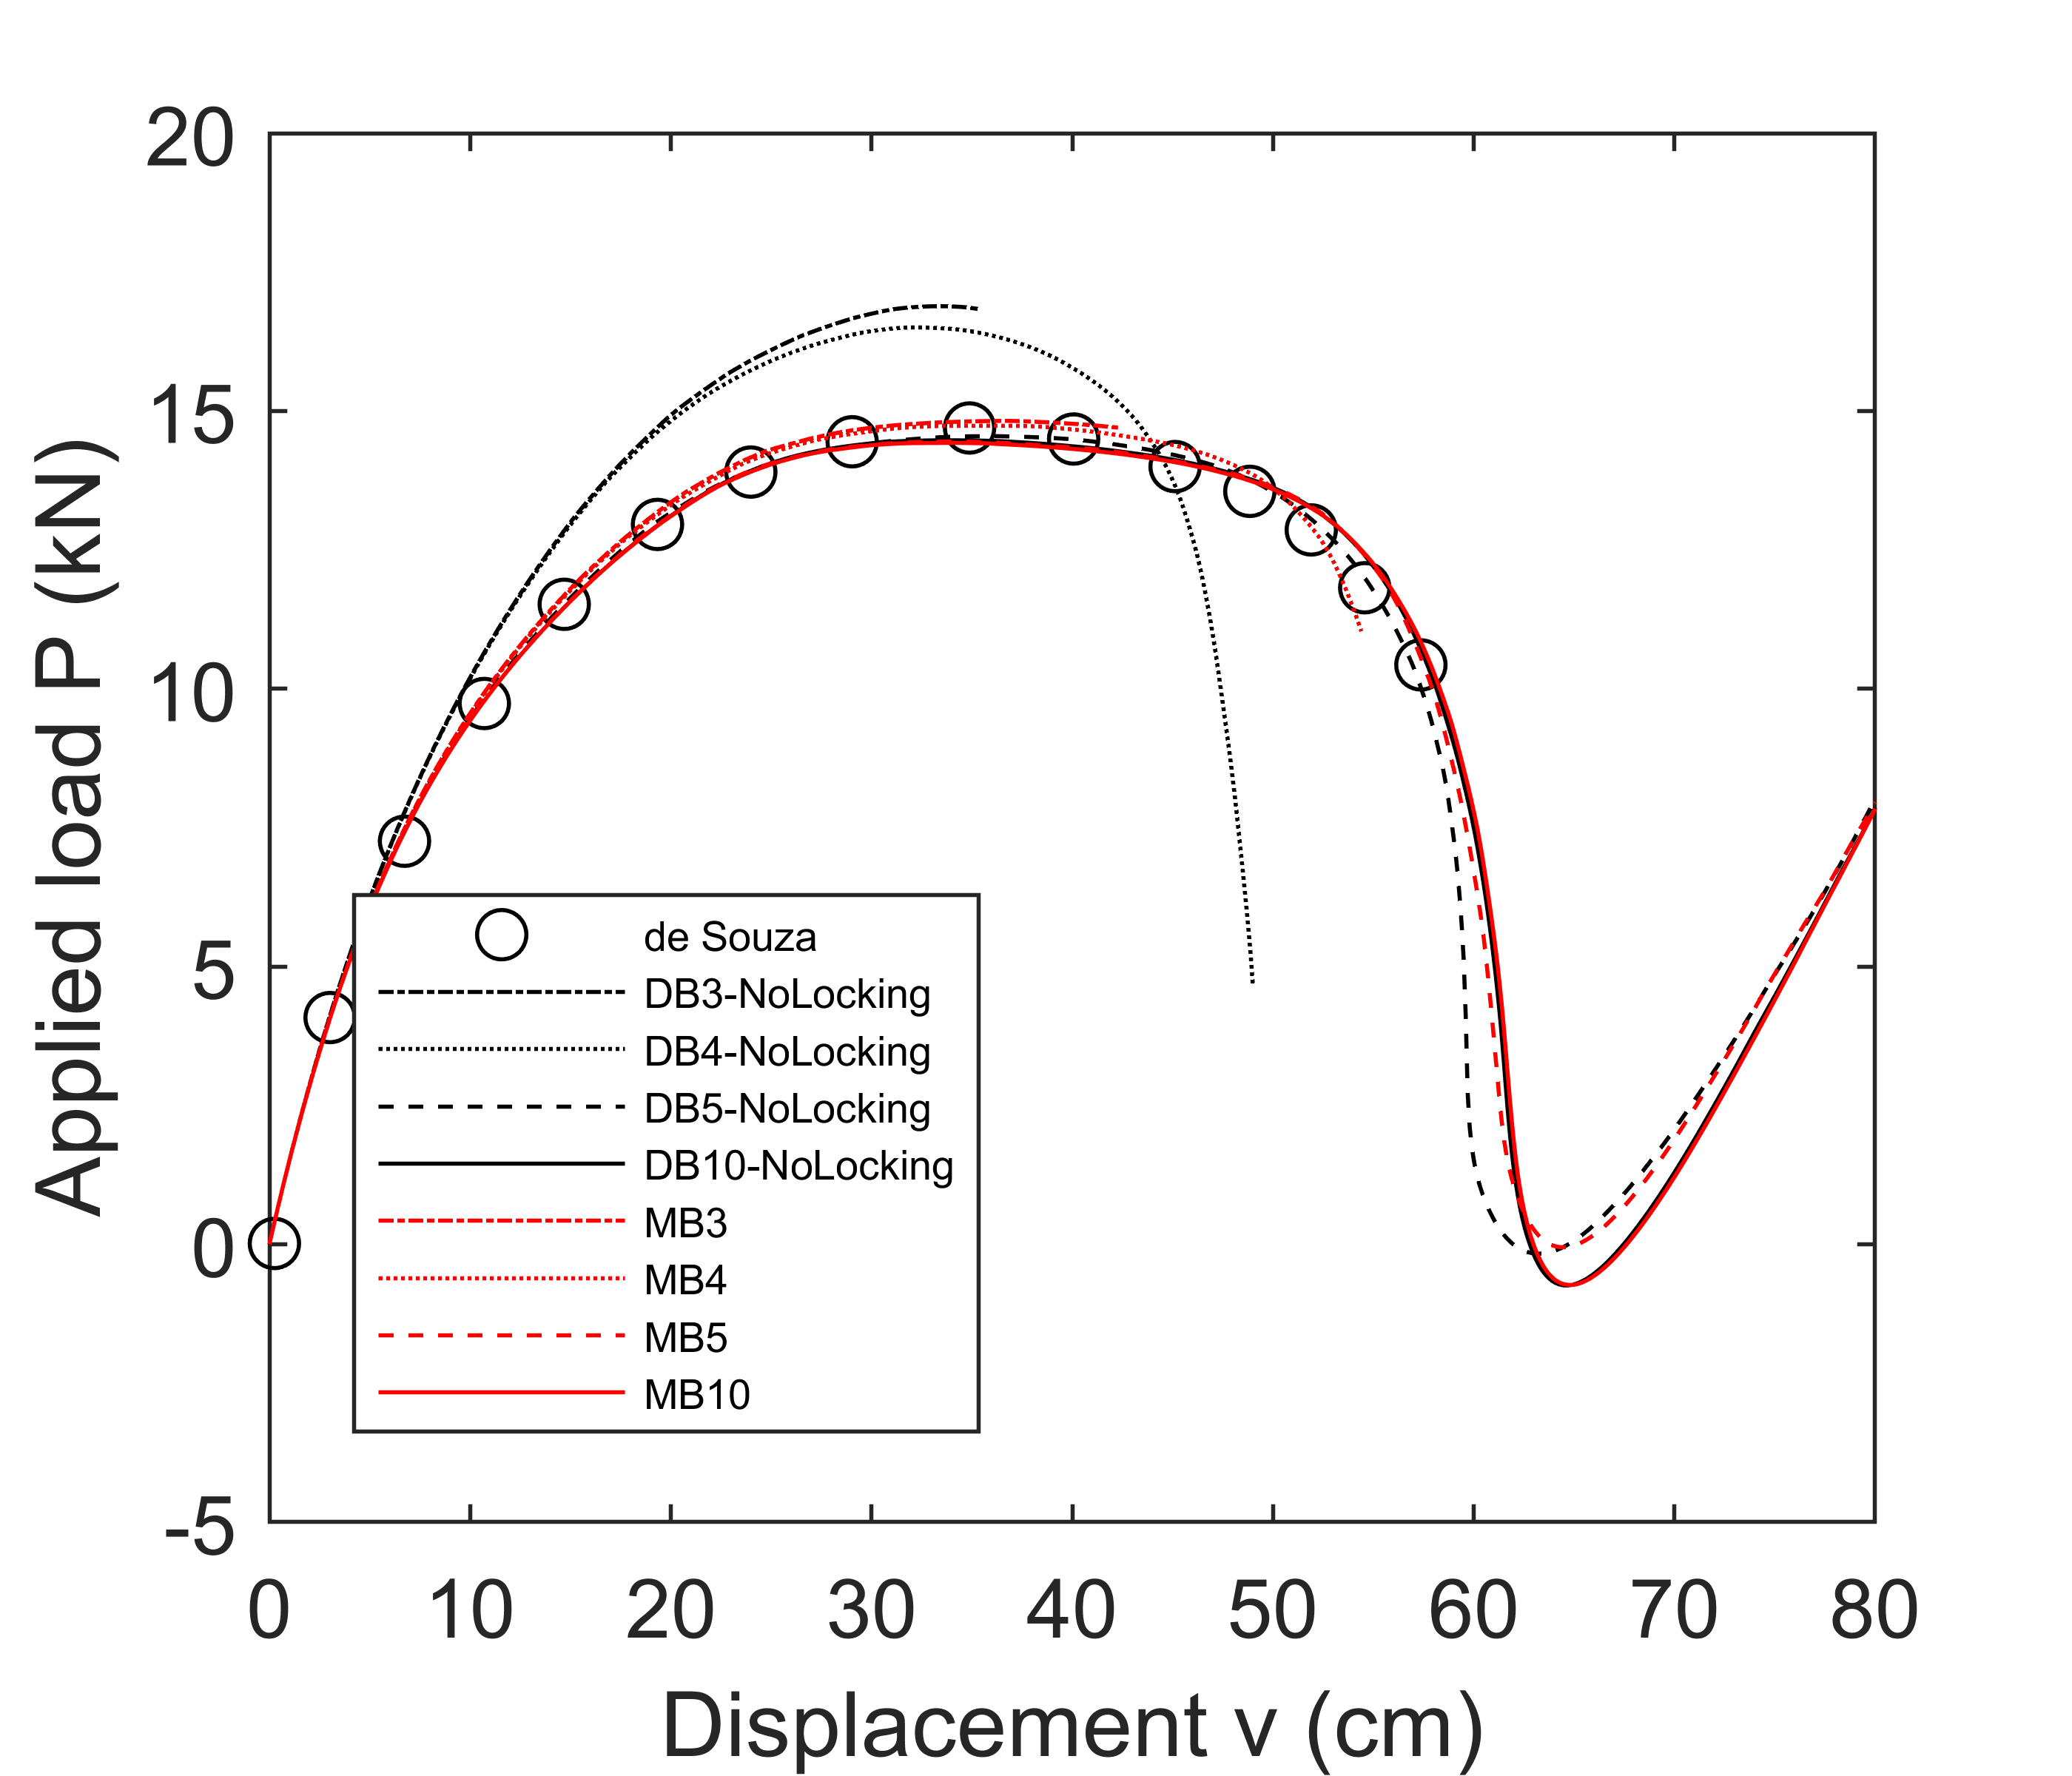 20
15
10
5
0
-5
Applied load P (kN)
de Souza
DB3-NoLocking
DB4-NoLocking
DB5-NoLocking
DB10-NoLocking
MB3
MB4
MB5
MB10
0 10 20 30 40 50 60 70 80
Displacement v (cm)